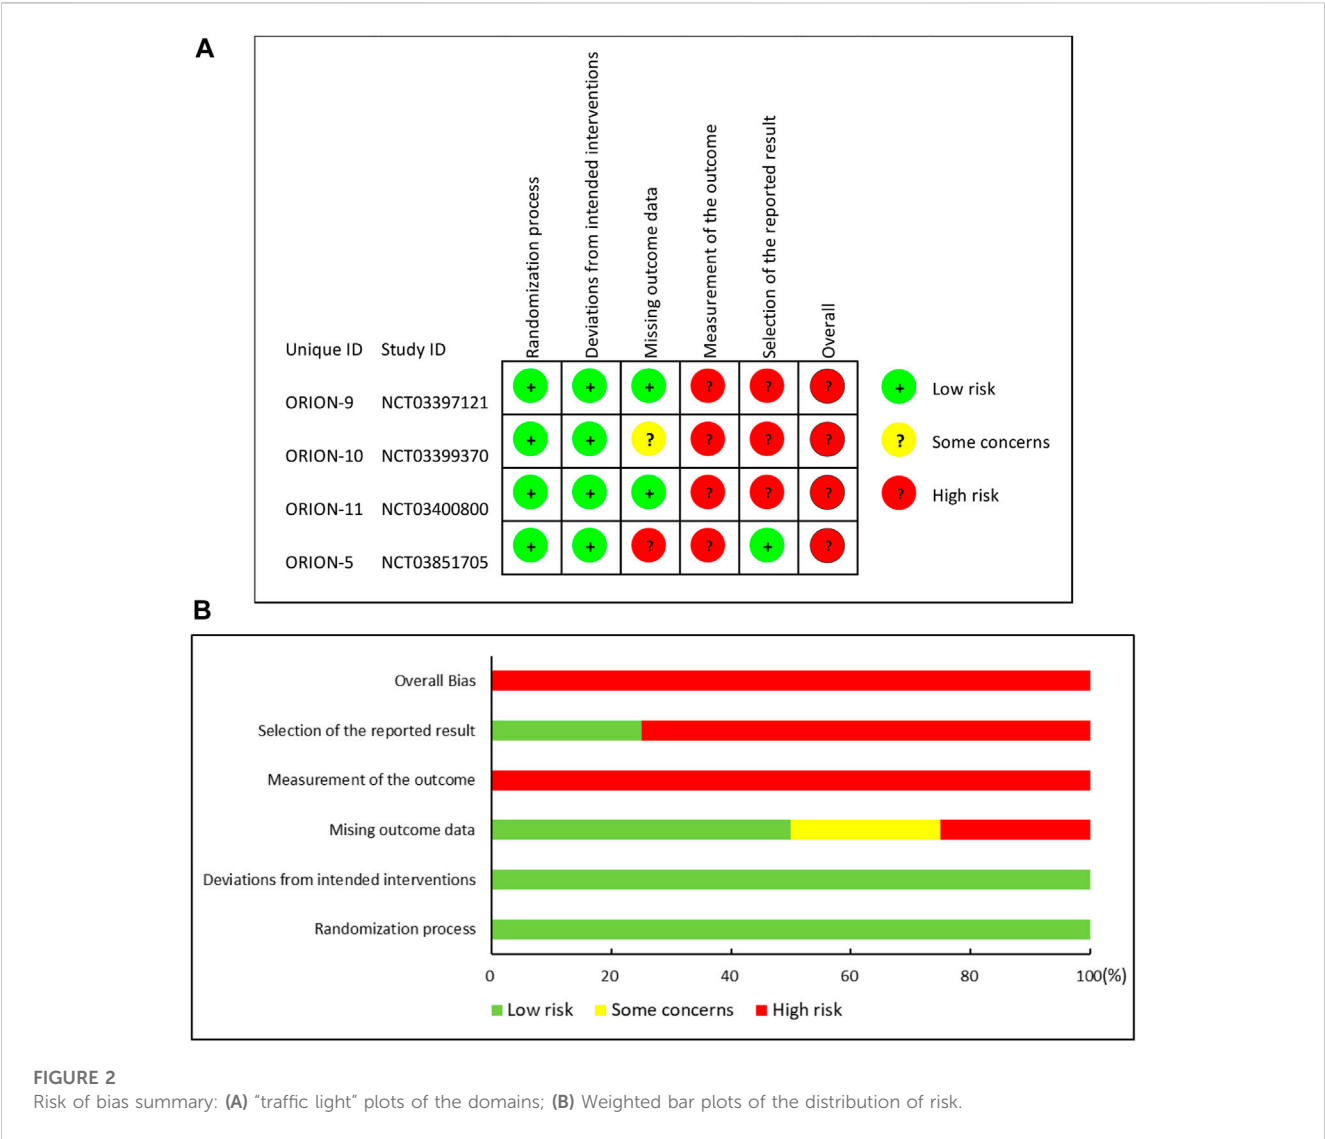 A
Randomization process
Deviations from intended interventions
Missing outcome data
Measurement of the outcome
Selection of the reported result
Overall
Unique ID Study ID
ORION-9 NCT03397121 + + + ? ? ?
ORION-10 NCT03399370 + + ? ? ? ?
ORION-11 NCT03400800 + + + ? ? ?
ORION-5 NCT03851705 + + ? ? + ?
+ Low risk
? Some concerns
? High risk
B
Overall Bias
Selection of the reported result
Measurement of the outcome
Mising outcome data
Deviations from intended interventions
Randomization process
0 20 40 60 80 100(%)
Low risk Some concerns High risk
FIGURE 2
Risk of bias summary: (A) “traffic light” plots of the domains; (B) Weighted bar plots of the distribution of risk.